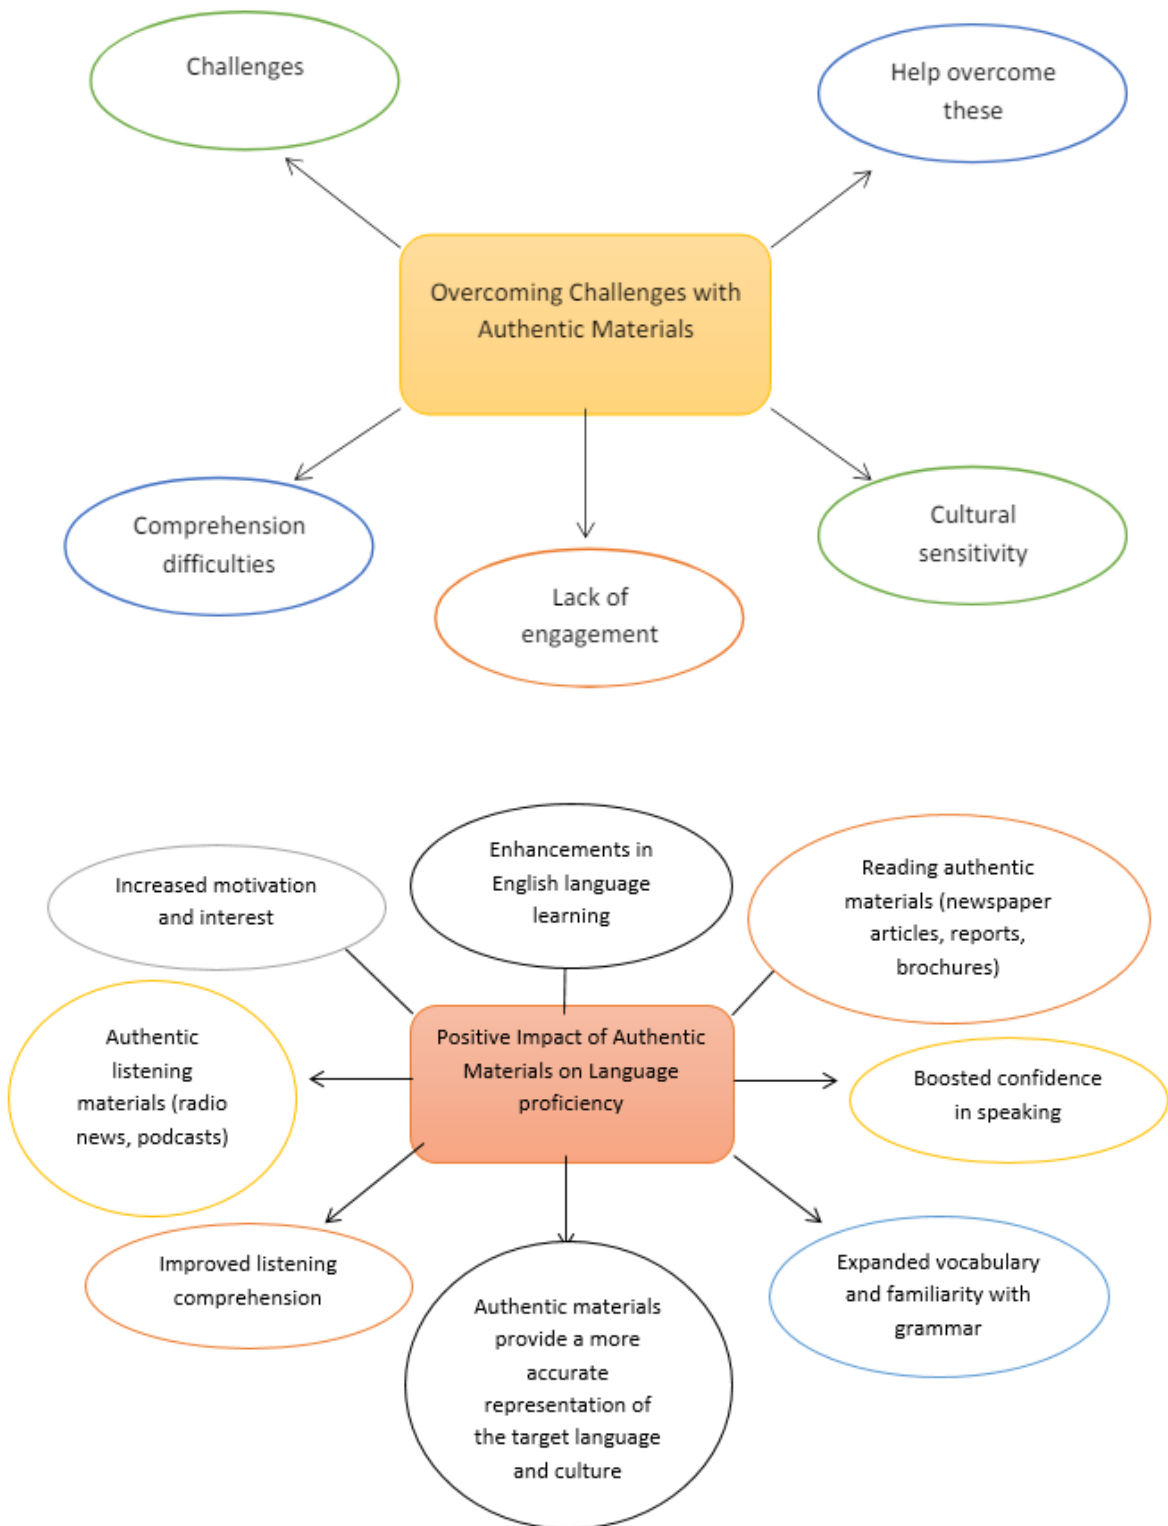 Challenges
Help overcome
these
Overcoming Challenges with
Authentic Materials
Comprehension
difficulties
Lack of
engagement
Cultural
sensitivity
Enhancements in
English language
learning
Increased motivation
and interest
Reading authentic
materials (newspaper
articles, reports,
brochures)
Authentic
listening
materials (radio
news, podcasts)
Positive Impact of Authentic
Materials on Language
proficiency
Boosted confidence
in speaking
Improved listening
comprehension
Authentic materials
provide a more
accurate
representation of
the target language
and culture
Expanded vocabulary
and familiarity with
grammar